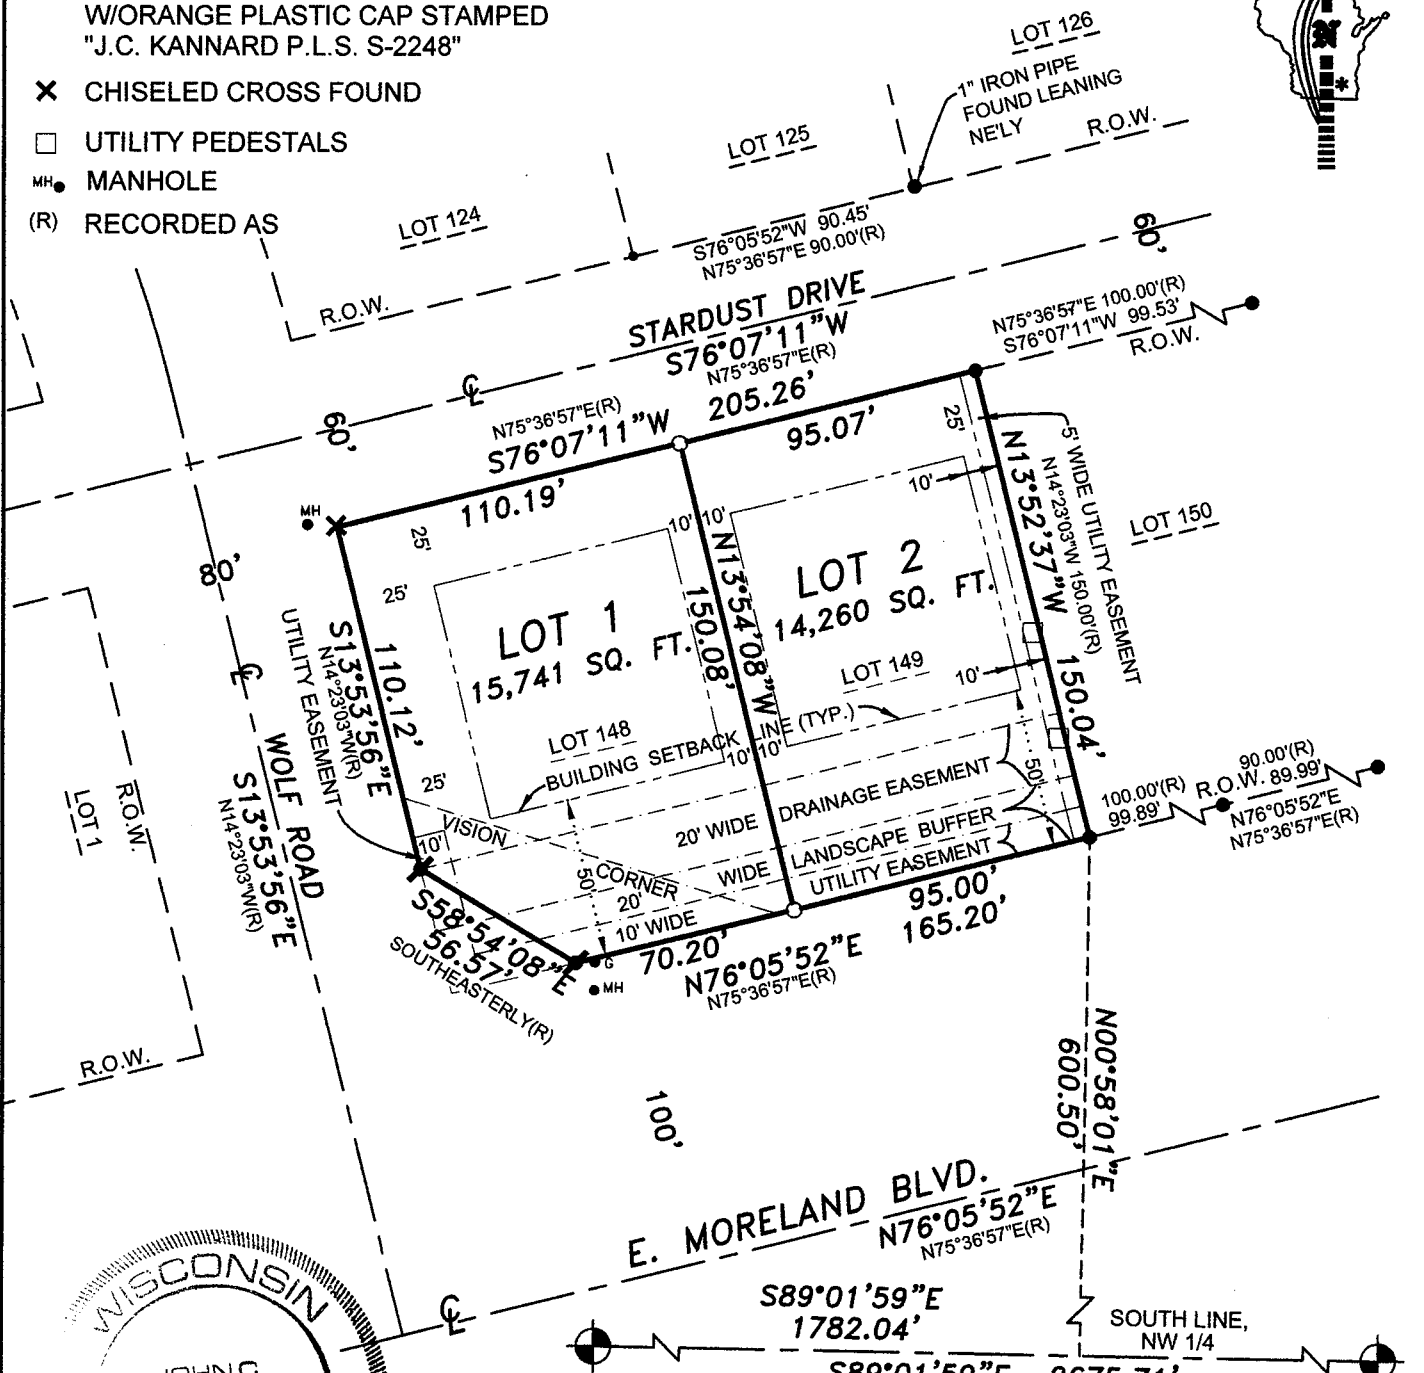 W/ORANGE PLASTIC CAP STAMPED
"J.C. KANNARD P.L.S. S-2248"
CHISELED CROSS FOUND
UTILITY PEDESTALS
MH MANHOLE
(R) RECORDED AS
LOT 124
LOT 125
LOT 126
1" IRON PIPE
FOUND LEANING
NE'LY
R.O.W.
R.O.W.
S76°05'52"W 90.45'
N75°36'57"E 90.00'(R)
60'
STARDUST DRIVE
S76°07'11"W
N75°36'57"E(R)
205.26'
N75°36'57"E 100.00'(R)
S76°07'11"W 99.53'
R.O.W.
60'
N75°36'57"E(R)
S76°07'11"W
110.19'
95.07'
MH
80'
25'
25'
10'
10'
25'
10'
5' WIDE UTILITY EASEMENT
N14°23'03"W 150.00'(R)
N13°52'37"W
150.04'
LOT 150
LOT 1
15,741 SQ. FT.
N13°54'08"W
150.08'
LOT 2
14,260 SQ. FT.
LOT 149
10'
UTILITY EASEMENT
S13°53'56"E
N14°23'03"W(R)
110.12'
LOT 148
BUILDING SETBACK LINE (TYP.)
10'
10'
25'
10'
VISION
CORNER
50'
50'
20' WIDE DRAINAGE EASEMENT
20' WIDE LANDSCAPE BUFFER
10' WIDE UTILITY EASEMENT
WOLF ROAD
S13°53'56"E
N14°23'03"W(R)
LOT 1
R.O.W.
R.O.W.
S58°54'08"E
56.57'
SOUTHEASTERLY(R)
G
MH
70.20'
95.00'
165.20'
N76°05'52"E
N75°36'57"E(R)
100.00'(R)
99.89'
R.O.W.
90.00'(R)
89.99'
N76°05'52"E
N75°36'57"E(R)
N00°58'01"E
600.50'
100'
E. MORELAND BLVD.
N76°05'52"E
N75°36'57"E(R)
S89°01'59"E
1782.04'
SOUTH LINE,
NW 1/4
S89°01'59"E 2675.71'
WISCONSIN